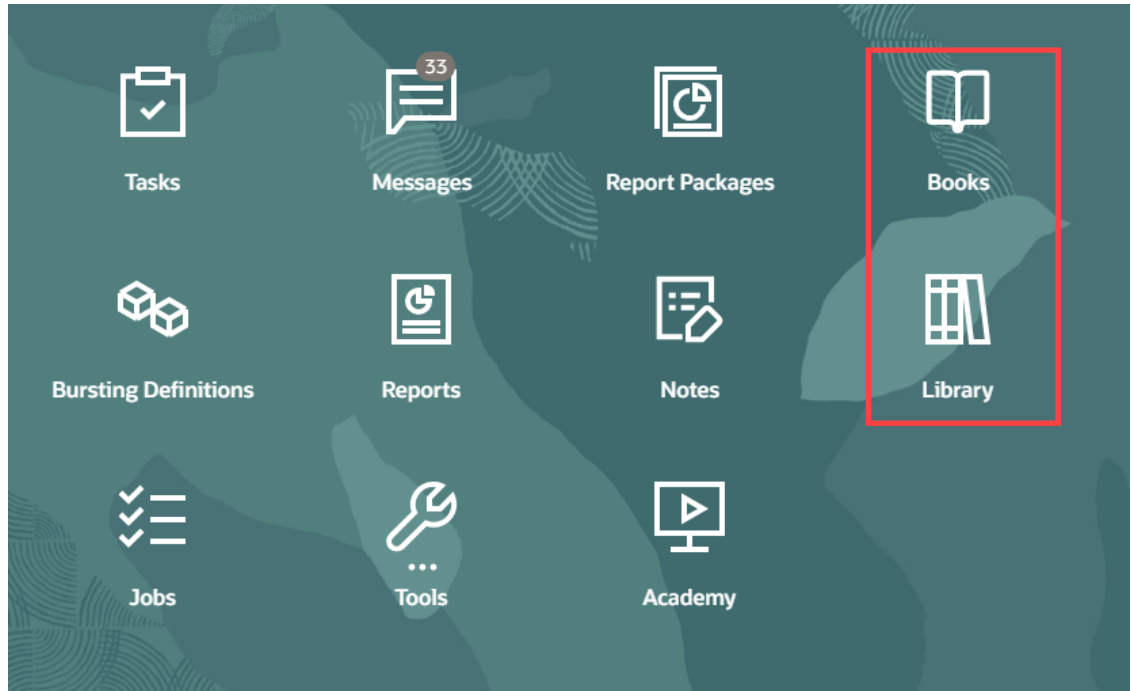 33
Tasks
Messages
Report Packages
Books
Bursting Definitions
Reports
Notes
Library
Jobs
Tools
Academy